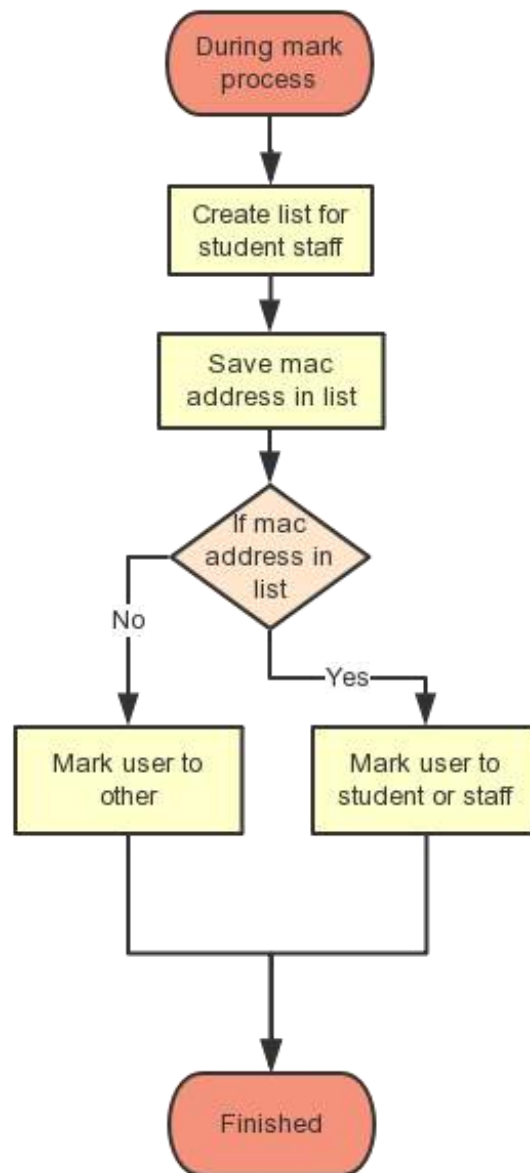 During mark
process
Create list for
student staff
Save mac
address in list
If mac
address in
list
No
Yes
Mark user to
other
Mark user to
student or staff
Finished